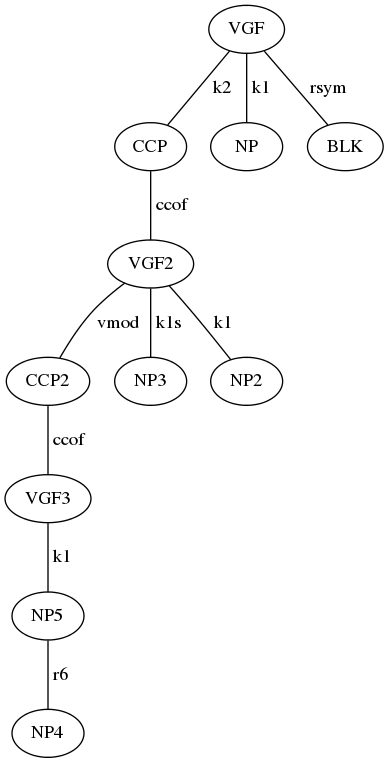 VGF
k2 k1 rsym
CCP NP BLK
ccof
VGF2
vmod k1s k1
CCP2 NP3 NP2
ccof
VGF3
k1
NP5
r6
NP4